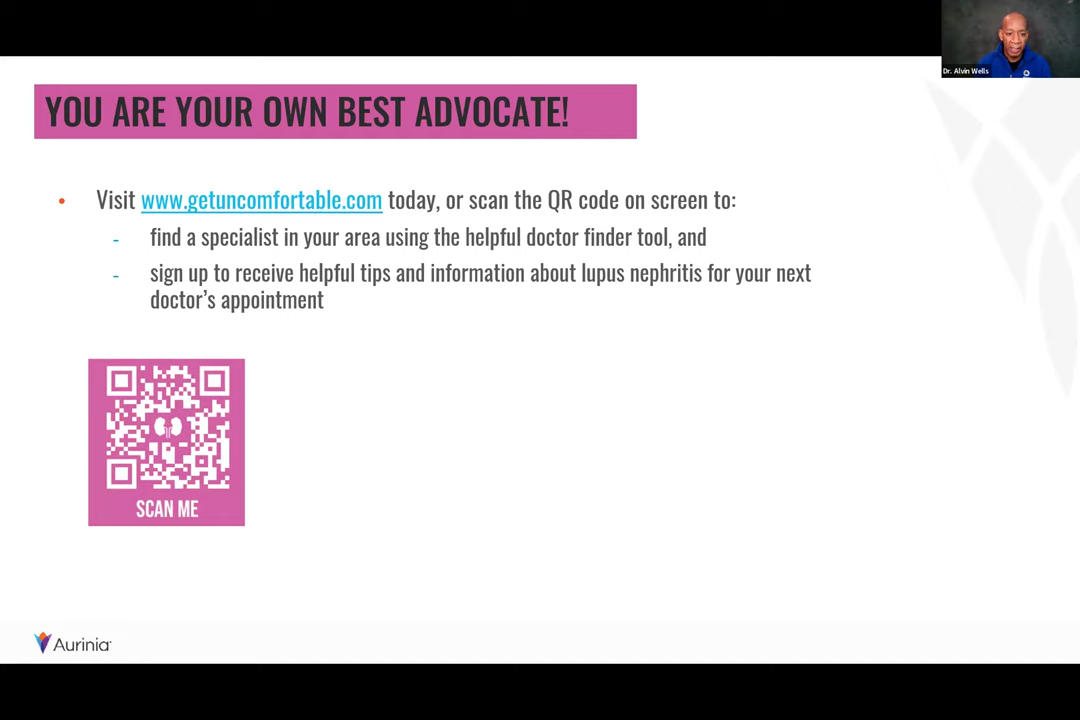 Dr. Alvin Wells
YOU ARE YOUR OWN BEST ADVOCATE!
• Visit www.getuncomfortable.com today, or scan the QR code on screen to:
- find a specialist in your area using the helpful doctor finder tool, and
- sign up to receive helpful tips and information about lupus nephritis for your next
doctor’s appointment
SCAN ME
Aurinia